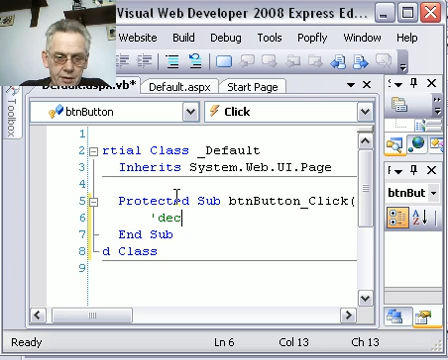 Visual Web Developer 2008 Express Ed
Website Build Debug Tools Popfly Window
Default.aspx.vb* Default.aspx Start Page
Toolbox
btnButton Click
1
2 rtial Class _Default
3 Inherits System.Web.UI.Page
4
5 Protected Sub btnButton_Click(
6 'dec
7 End Sub
8 d Class
9
btnBut
Ready Ln 6 Col 13 Ch 13